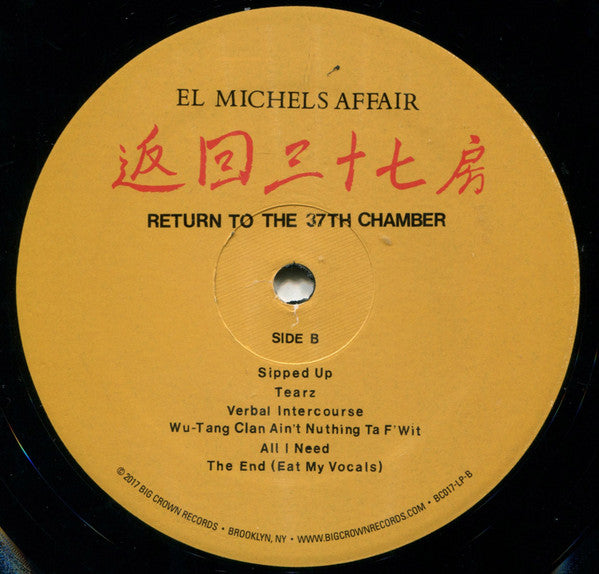 EL MICHELS AFFAIR
返回三十七房
RETURN TO THE 37TH CHAMBER
SIDE B
Sipped Up
Tearz
Verbal Intercourse
Wu-Tang Clan Ain't Nuthing Ta F'Wit
All I Need
The End (Eat My Vocals)
© 2017 BIG CROWN RECORDS • BROOKLYN, NY • WWW.BIGCROWNRECORDS.COM • BC017-LP-B